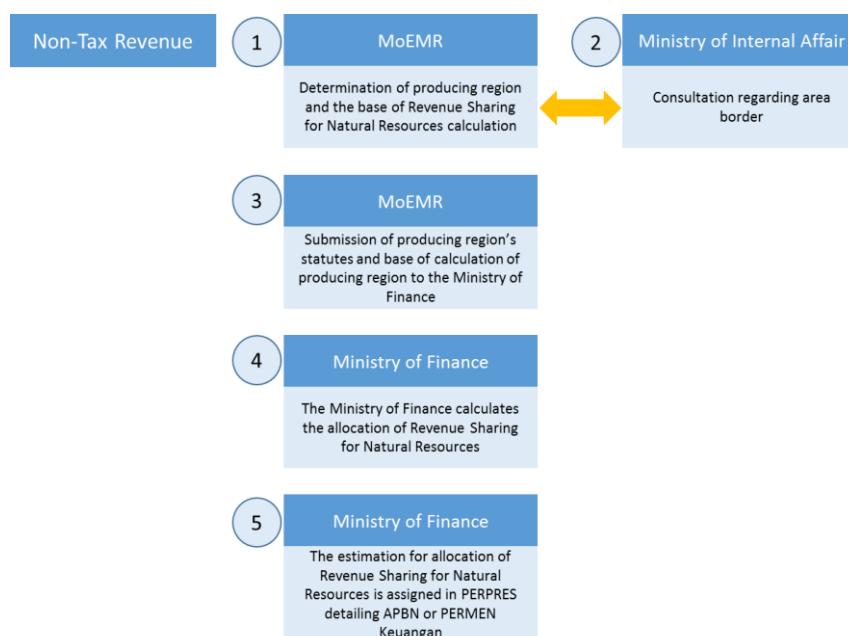 Non-Tax Revenue
1
MoEMR
2
Ministry of Internal Affair
Determination of producing region
and the base of Revenue Sharing
for Natural Resources calculation
Consultation regarding area
border
3
MoEMR
Submission of producing region's
statutes and base of calculation of
producing region to the Ministry of
Finance
4
Ministry of Finance
The Ministry of Finance calculates
the allocation of Revenue Sharing
for Natural Resources
5
Ministry of Finance
The estimation for allocation of
Revenue Sharing for Natural
Resources is assigned in PERPRES
detailing APBN or PERMEN
Keuangan